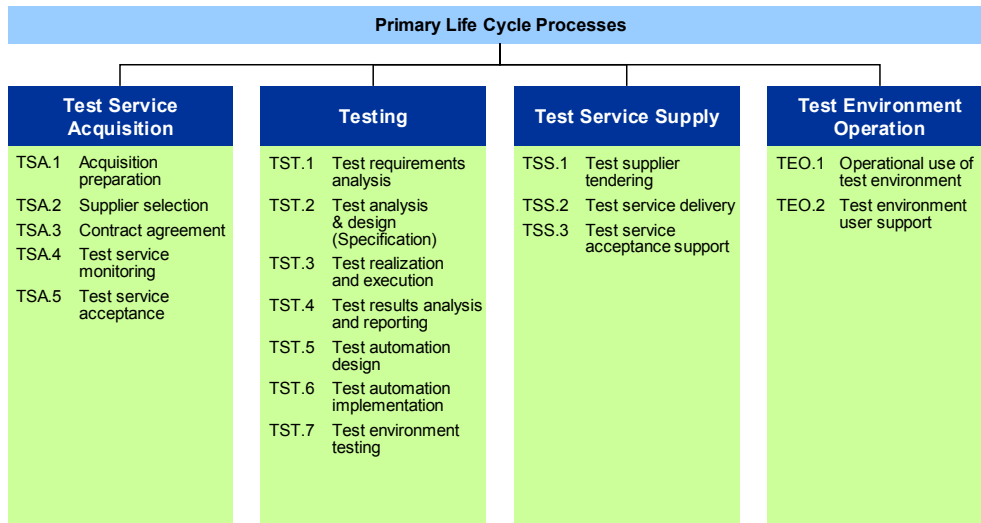 Primary Life Cycle Processes
Test Service
Acquisition
TSA.1 Acquisition
preparation
TSA.2 Supplier selection
TSA.3 Contract agreement
TSA.4 Test service
monitoring
TSA.5 Test service
acceptance
Testing
TST.1 Test requirements
analysis
TST.2 Test analysis
& design
(Specification)
TST.3 Test realization
and execution
TST.4 Test results analysis
and reporting
TST.5 Test automation
design
TST.6 Test automation
implementation
TST.7 Test environment
testing
Test Service Supply
TSS.1 Test supplier
tendering
TSS.2 Test service delivery
TSS.3 Test service
acceptance support
Test Environment
Operation
TEO.1 Operational use of
test environment
TEO.2 Test environment
user support